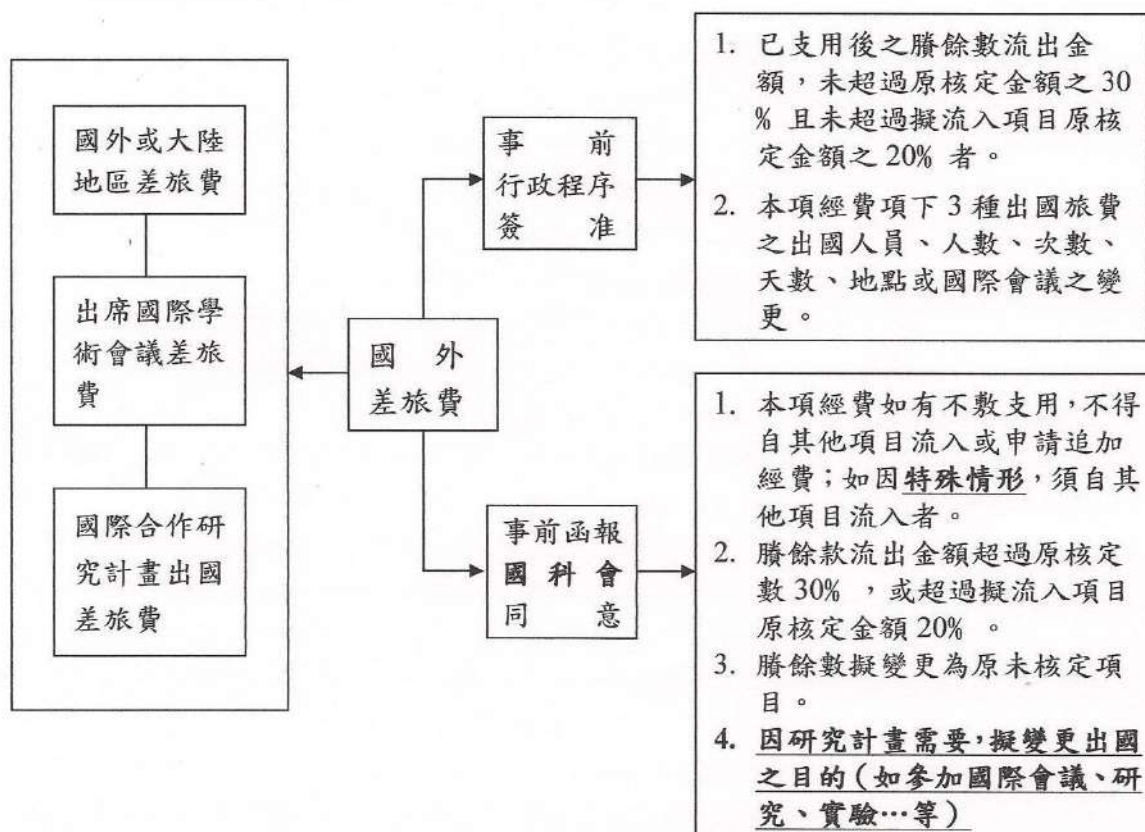 國外或大陸
地區差旅費
出席國際學
術會議差旅
費
國際合作研
究計畫出國
差旅費
國外
差旅費
事前
行政程序
簽准
1. 已支用後之賸餘數流出金
額，未超過原核定金額之 30
% 且未超過擬流入項目原核
定金額之 20% 者。
2. 本項經費項下 3 種出國旅費
之出國人員、人數、次數、
天數、地點或國際會議之變
更。
事前函報
國科會
同意
1. 本項經費如有不敷支用，不得
自其他項目流入或申請追加
經費；如因特殊情形，須自其
他項目流入者。
2. 賸餘款流出金額超過原核定
數 30% ，或超過擬流入項目
原核定金額 20% 。
3. 賸餘數擬變更為原未核定項
目。
4. 因研究計畫需要，擬變更出國
之目的（如參加國際會議、研
究、實驗…等）